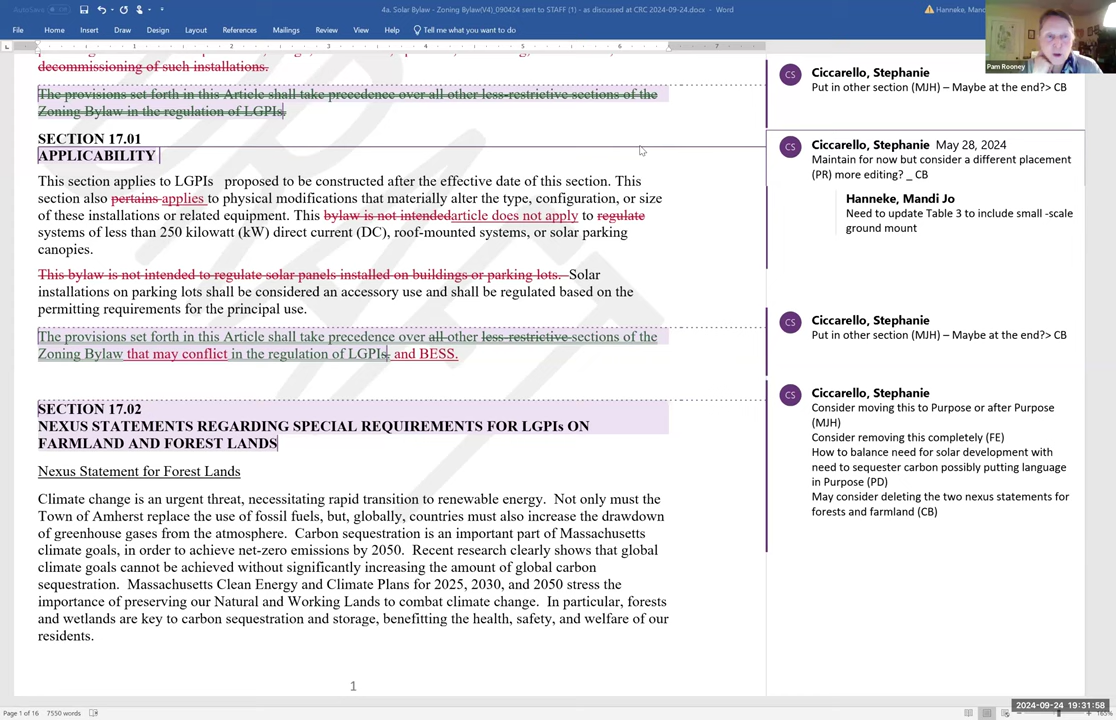 AutoSave
4a. Solar Bylaw - Zoning Bylaw(V4)_090424 sent to STAFF (1) - as discussed at CRC 2024-09-24.docx - Word
Hanneke, Mandi
File Home Insert Draw Design Layout References Mailings Review View Help Tell me what you want to do
Pam Rooney
1 2 3 4 5 6 7
decommissioning of such installations.
The provisions set forth in this Article shall take precedence over all other less-restrictive sections of the
Zoning Bylaw in the regulation of LGPIs.
SECTION 17.01
APPLICABILITY
This section applies to LGPIs proposed to be constructed after the effective date of this section. This
section also pertains applies to physical modifications that materially alter the type, configuration, or size
of these installations or related equipment. This bylaw is not intendedarticle does not apply to regulate
systems of less than 250 kilowatt (kW) direct current (DC), roof-mounted systems, or solar parking
canopies.
This bylaw is not intended to regulate solar panels installed on buildings or parking lots. Solar
installations on parking lots shall be considered an accessory use and shall be regulated based on the
permitting requirements for the principal use.
The provisions set forth in this Article shall take precedence over all other less-restrictive sections of the
Zoning Bylaw that may conflict in the regulation of LGPIs. and BESS.
SECTION 17.02
NEXUS STATEMENTS REGARDING SPECIAL REQUIREMENTS FOR LGPIs ON
FARMLAND AND FOREST LANDS
Nexus Statement for Forest Lands
Climate change is an urgent threat, necessitating rapid transition to renewable energy. Not only must the
Town of Amherst replace the use of fossil fuels, but, globally, countries must also increase the drawdown
of greenhouse gases from the atmosphere. Carbon sequestration is an important part of Massachusetts
climate goals, in order to achieve net-zero emissions by 2050. Recent research clearly shows that global
climate goals cannot be achieved without significantly increasing the amount of global carbon
sequestration. Massachusetts Clean Energy and Climate Plans for 2025, 2030, and 2050 stress the
importance of preserving our Natural and Working Lands to combat climate change. In particular, forests
and wetlands are key to carbon sequestration and storage, benefitting the health, safety, and welfare of our
residents.
1
CS
Ciccarello, Stephanie
Put in other section (MJH) – Maybe at the end?> CB
CS
Ciccarello, Stephanie May 28, 2024
Maintain for now but consider a different placement
(PR) more editing? _ CB
Hanneke, Mandi Jo
Need to update Table 3 to include small -scale
ground mount
CS
Ciccarello, Stephanie
Put in other section (MJH) – Maybe at the end?> CB
CS
Ciccarello, Stephanie
Consider moving this to Purpose or after Purpose
(MJH)
Consider removing this completely (FE)
How to balance need for solar development with
need to sequester carbon possibly putting language
in Purpose (PD)
May consider deleting the two nexus statements for
forests and farmland (CB)
DRAFT
Page 1 of 16 7550 words
2024-09-24 19:31:58